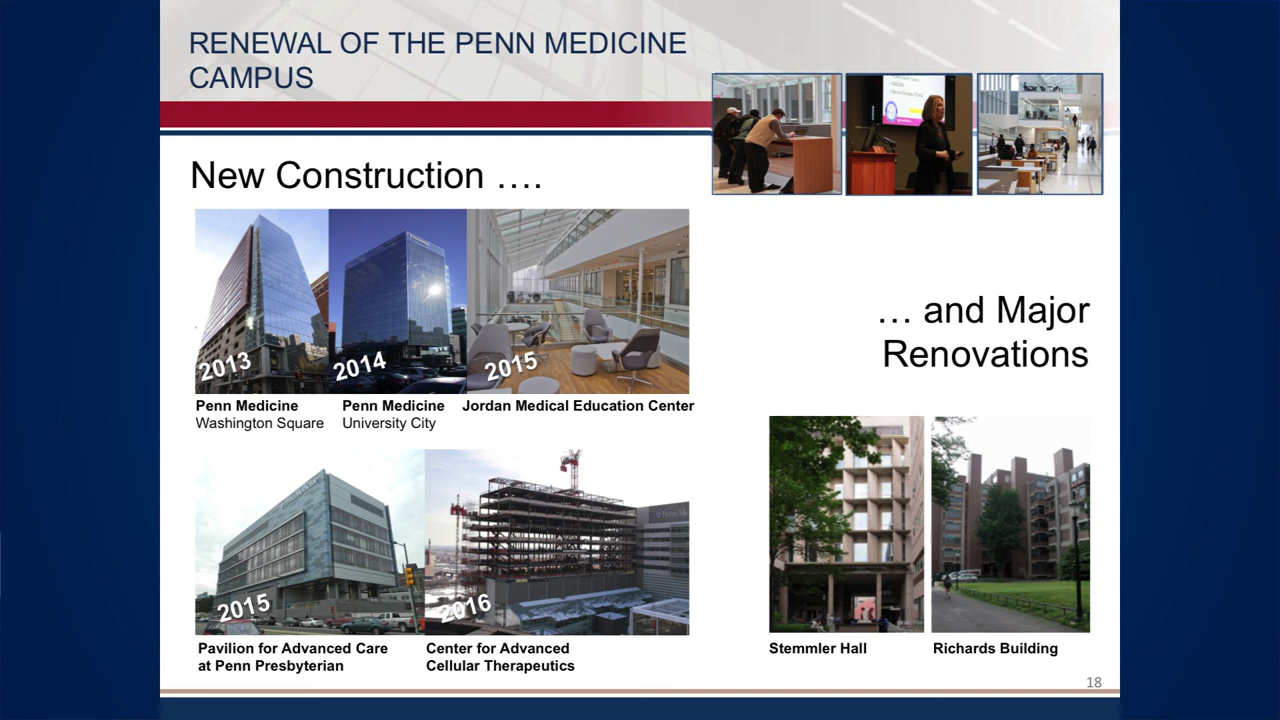 RENEWAL OF THE PENN MEDICINE
CAMPUS
New Construction ….
2013
2014
2015
Penn Medicine
Washington Square
Penn Medicine
University City
Jordan Medical Education Center
… and Major
Renovations
2015
2016
Pavilion for Advanced Care
at Penn Presbyterian
Center for Advanced
Cellular Therapeutics
Stemmler Hall
Richards Building
18